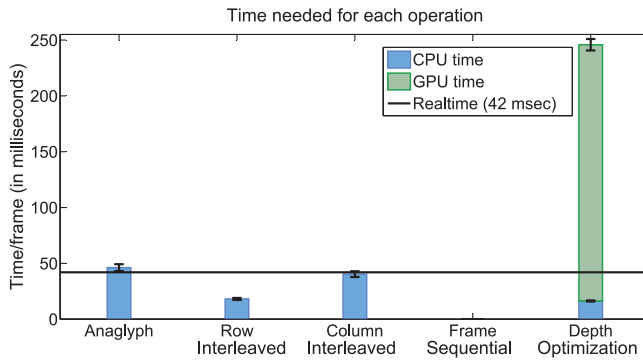 Time needed for each operation
Time/frame (in milliseconds)
250
200
150
100
50
0
CPU time
GPU time
Realtime (42 msec)
Anaglyph
Row
Interleaved
Column
Interleaved
Frame
Sequential
Depth
Optimization